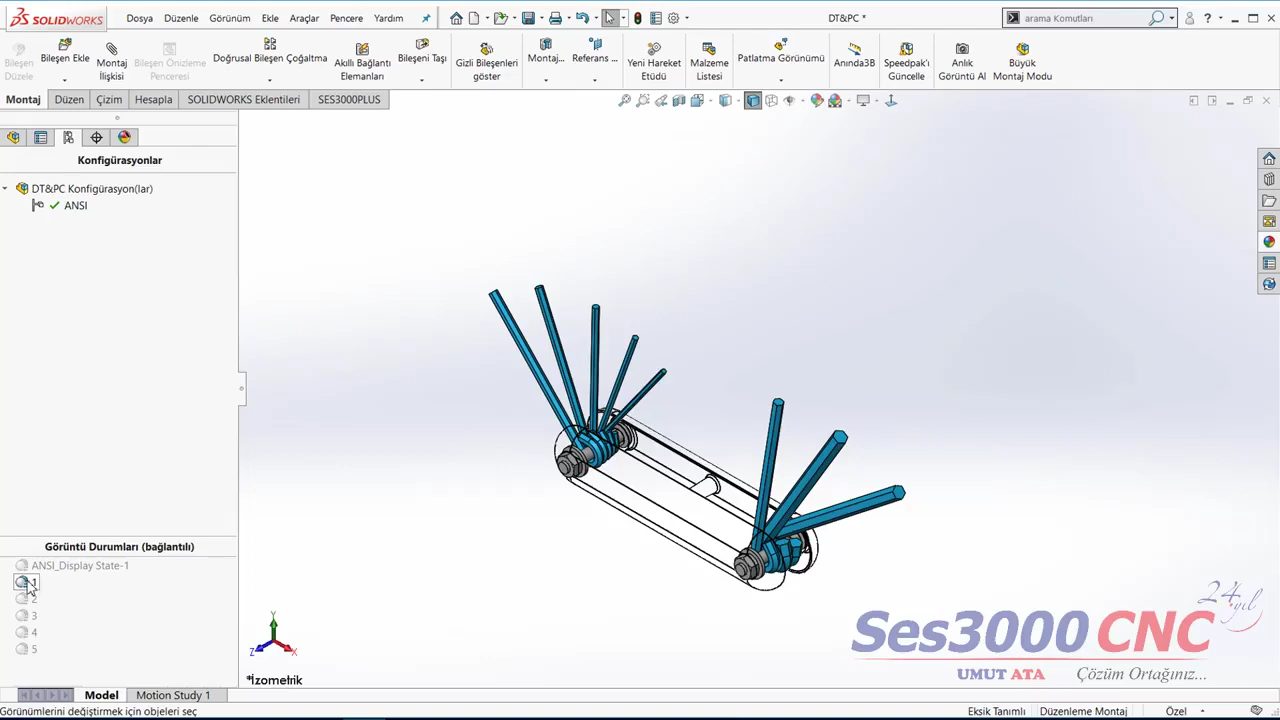 SOLIDWORKS
Dosya Düzenle Görünüm Ekle Araçlar Pencere Yardım
DT&PC *
arama Komutları
Bileşen Düzenle
Bileşen Ekle
Montaj İlişkisi
Bileşen Önizleme Penceresi
Doğrusal Bileşen Çoğaltma
Akıllı Bağlantı Elemanları
Bileşeni Taşı
Gizli Bileşenleri göster
Montaj...
Referans ...
Yeni Hareket Etüdü
Malzeme Listesi
Patlatma Görünümü
Anında3B
Speedpak'ı Güncelle
Anlık Görüntü Al
Büyük Montaj Modu
Montaj Düzen Çizim Hesapla SOLIDWORKS Eklentileri SES3000PLUS
Konfigürasyonlar
DT&PC Konfigürasyon(lar)
ANSI
Görüntü Durumları (bağlantılı)
ANSI_Display State-1
1
2
3
4
5
Y
Z
X
*İzometrik
24.yıl
Ses3000 CNC
UMUT ATA Çözüm Ortağınız...
Model Motion Study 1
Görünümlerini değiştirmek için objeleri seç
Eksik Tanımlı Düzenleme Montaj Özel